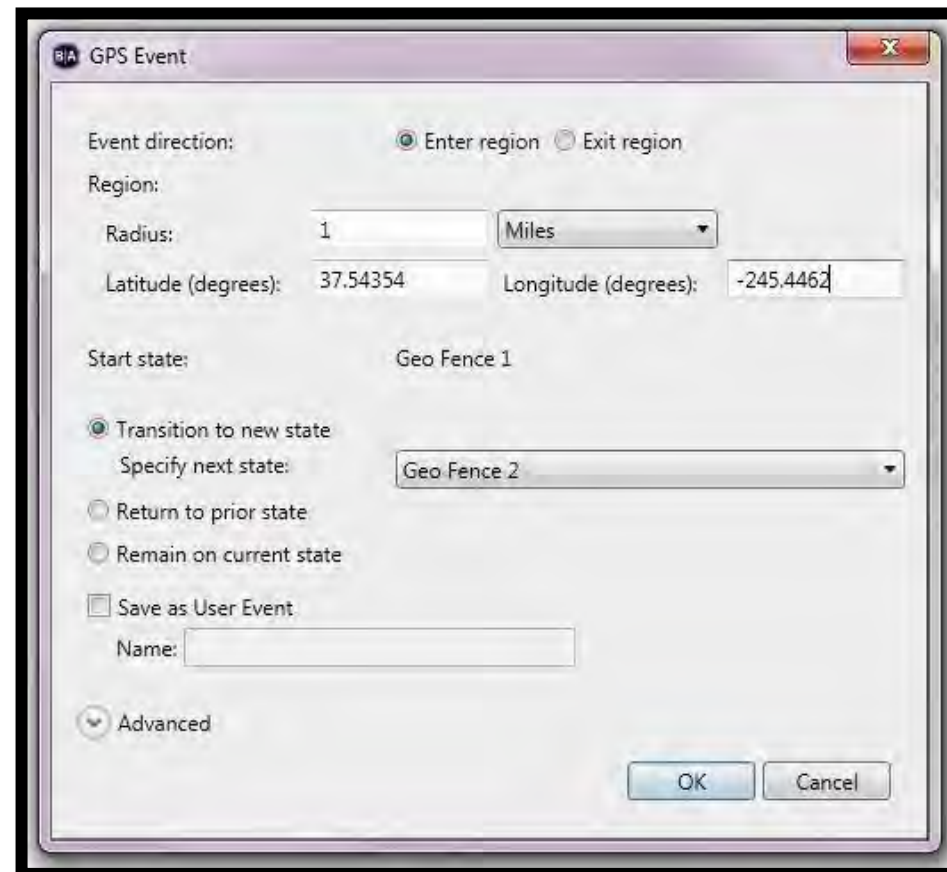 B|A GPS Event
Event direction: Enter region Exit region
Region:
Radius: 1 Miles
Latitude (degrees): 37.54354 Longitude (degrees): -245.4462
Start state: Geo Fence 1
Transition to new state
Specify next state: Geo Fence 2
Return to prior state
Remain on current state
Save as User Event
Name:
Advanced
OK Cancel